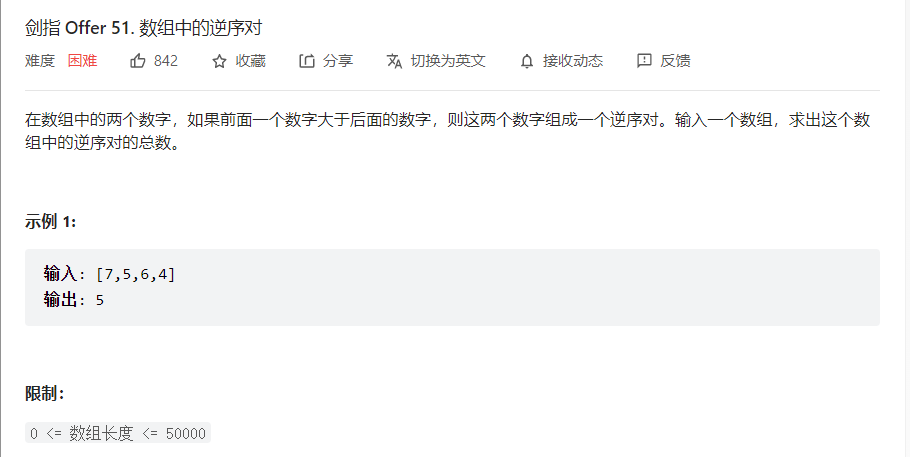 剑指 Offer 51. 数组中的逆序对
难度 困难 842 收藏 分享 切换为英文 接收动态 反馈
在数组中的两个数字，如果前面一个数字大于后面的数字，则这两个数字组成一个逆序对。输入一个数组，求出这个数
组中的逆序对的总数。
示例 1:
输入: [7,5,6,4]
输出: 5
限制：
0 <= 数组长度 <= 50000